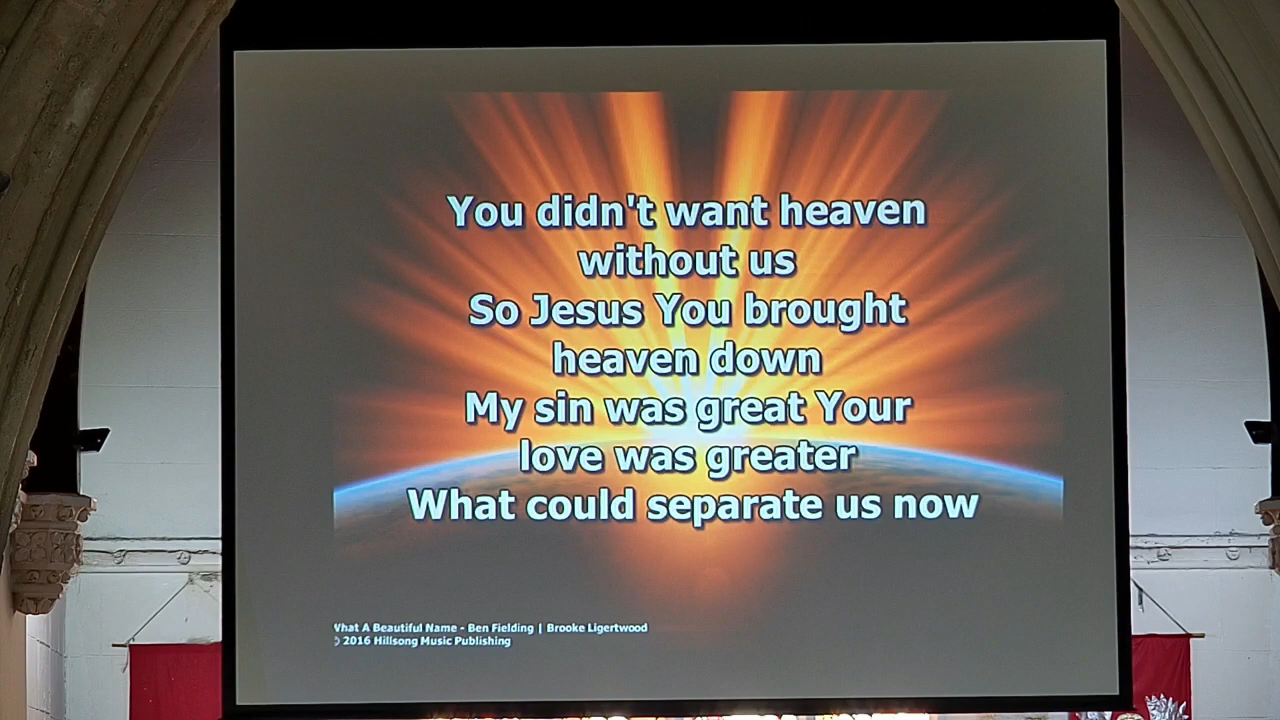 You didn't want heaven
without us
So Jesus You brought
heaven down
My sin was great Your
love was greater
What could separate us now
What A Beautiful Name - Ben Fielding | Brooke Ligertwood
© 2016 Hillsong Music Publishing